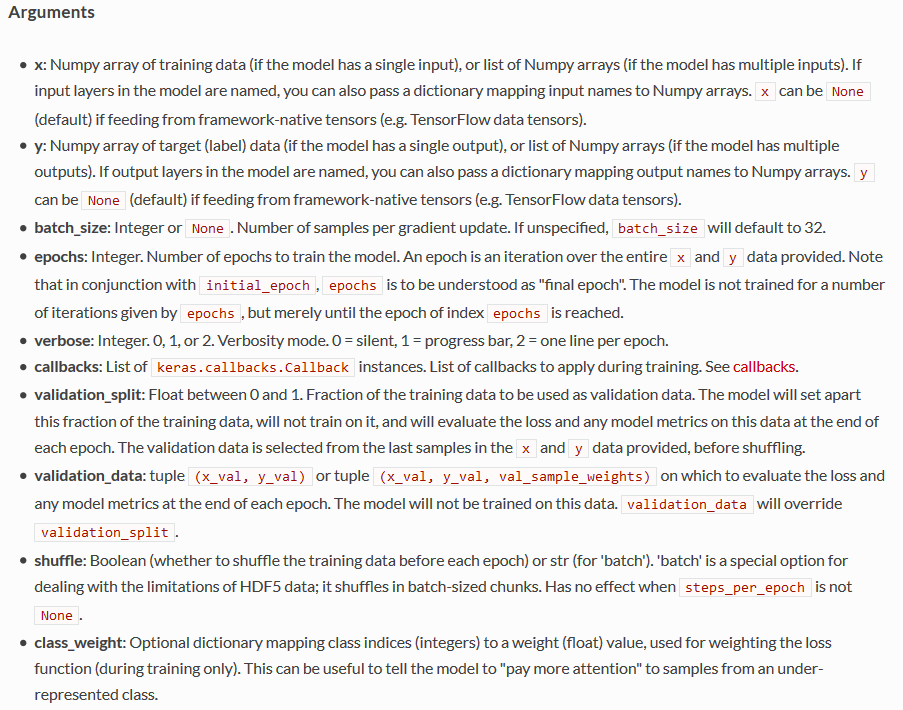 Arguments
• x: Numpy array of training data (if the model has a single input), or list of Numpy arrays (if the model has multiple inputs). If
input layers in the model are named, you can also pass a dictionary mapping input names to Numpy arrays. x can be None
(default) if feeding from framework-native tensors (e.g. TensorFlow data tensors).
• y: Numpy array of target (label) data (if the model has a single output), or list of Numpy arrays (if the model has multiple
outputs). If output layers in the model are named, you can also pass a dictionary mapping output names to Numpy arrays. y
can be None (default) if feeding from framework-native tensors (e.g. TensorFlow data tensors).
• batch_size: Integer or None. Number of samples per gradient update. If unspecified, batch_size will default to 32.
• epochs: Integer. Number of epochs to train the model. An epoch is an iteration over the entire x and y data provided. Note
that in conjunction with initial_epoch, epochs is to be understood as "final epoch". The model is not trained for a number
of iterations given by epochs, but merely until the epoch of index epochs is reached.
• verbose: Integer. 0, 1, or 2. Verbosity mode. 0 = silent, 1 = progress bar, 2 = one line per epoch.
• callbacks: List of keras.callbacks.Callback instances. List of callbacks to apply during training. See callbacks.
• validation_split: Float between 0 and 1. Fraction of the training data to be used as validation data. The model will set apart
this fraction of the training data, will not train on it, and will evaluate the loss and any model metrics on this data at the end of
each epoch. The validation data is selected from the last samples in the x and y data provided, before shuffling.
• validation_data: tuple (x_val, y_val) or tuple (x_val, y_val, val_sample_weights) on which to evaluate the loss and
any model metrics at the end of each epoch. The model will not be trained on this data. validation_data will override
validation_split.
• shuffle: Boolean (whether to shuffle the training data before each epoch) or str (for 'batch'). 'batch' is a special option for
dealing with the limitations of HDF5 data; it shuffles in batch-sized chunks. Has no effect when steps_per_epoch is not
None.
• class_weight: Optional dictionary mapping class indices (integers) to a weight (float) value, used for weighting the loss
function (during training only). This can be useful to tell the model to "pay more attention" to samples from an under-
represented class.